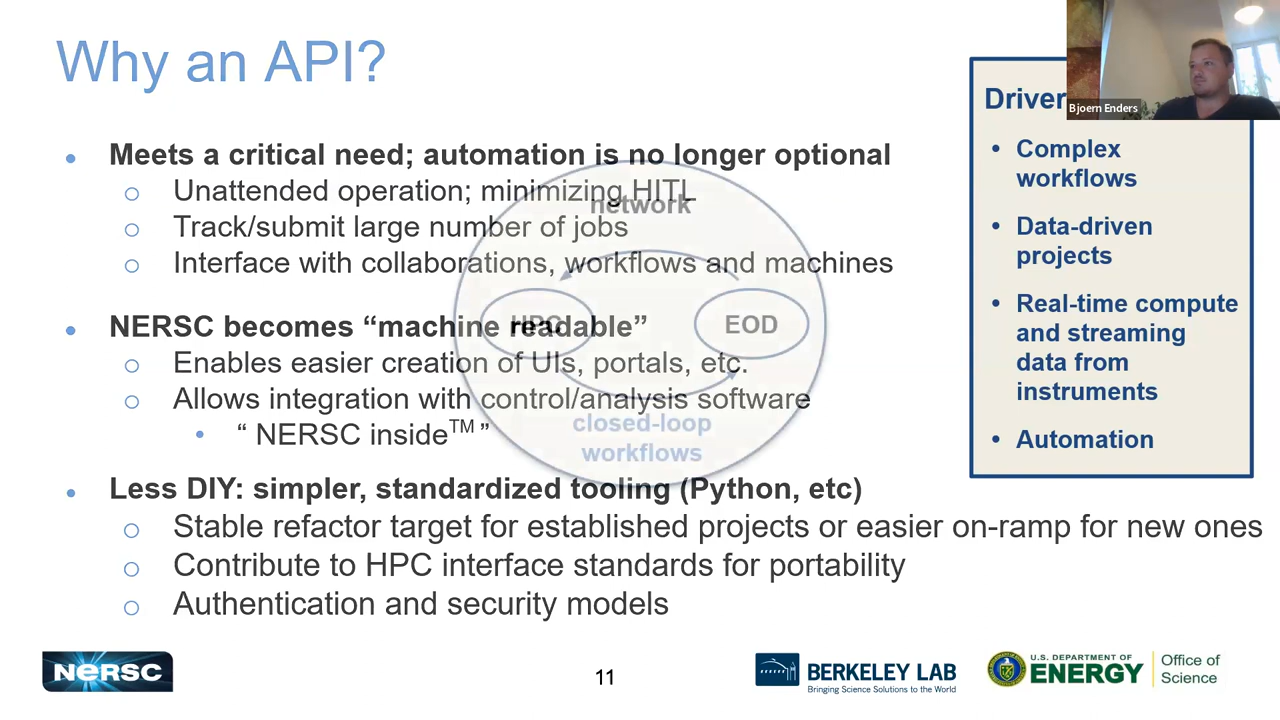 Why an API?
Meets a critical need; automation is no longer optional
Unattended operation; minimizing HITL
Track/submit large number of jobs
Interface with collaborations, workflows and machines
NERSC becomes “machine readable”
Enables easier creation of UIs, portals, etc.
Allows integration with control/analysis software
“ NERSC inside™ ”
Less DIY: simpler, standardized tooling (Python, etc)
Stable refactor target for established projects or easier on-ramp for new ones
Contribute to HPC interface standards for portability
Authentication and security models
network
HPC
EOD
closed-loop
workflows
Driver
Complex
workflows
Data-driven
projects
Real-time compute
and streaming
data from
instruments
Automation
Bjoern Enders
NERSC
11
BERKELEY LAB
Bringing Science Solutions to the World
U.S. DEPARTMENT OF
ENERGY
Office of
Science